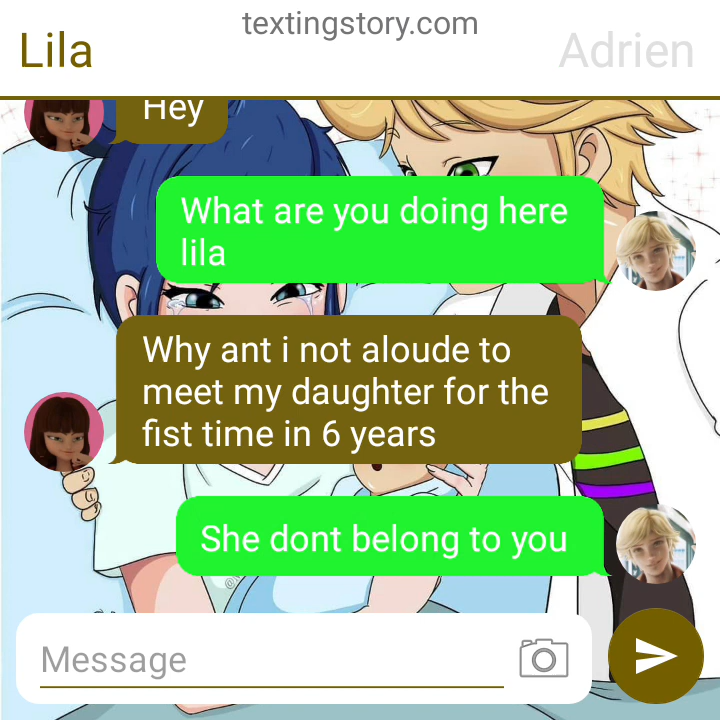 textingstory.com
Lila
Adrien
Hey
What are you doing here
lila
Why ant i not aloude to
meet my daughter for the
fist time in 6 years
She dont belong to you
Message